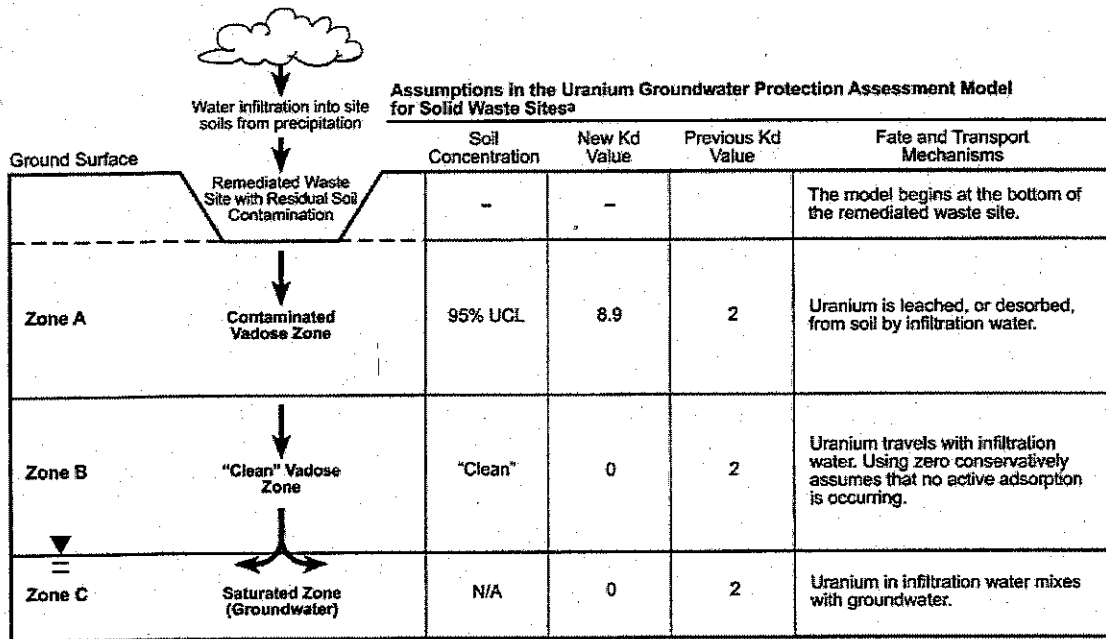 Water infiltration into site
soils from precipitation
Assumptions in the Uranium Groundwater Protection Assessment Model
for Solid Waste Sitesa
Ground Surface
Soil
Concentration
New Kd
Value
Previous Kd
Value
Fate and Transport
Mechanisms
Remediated Waste
Site with Residual Soil
Contamination
–
–
The model begins at the bottom of
the remediated waste site.
Zone A
Contaminated
Vadose Zone
95% UCL
8.9
2
Uranium is leached, or desorbed,
from soil by infiltration water.
Zone B
"Clean" Vadose
Zone
"Clean"
0
2
Uranium travels with infiltration
water. Using zero conservatively
assumes that no active adsorption
is occurring.
Zone C
Saturated Zone
(Groundwater)
N/A
0
2
Uranium in infiltration water mixes
with groundwater.